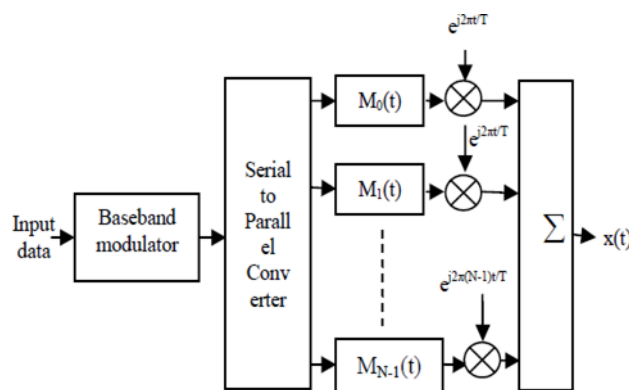 e^{j2πt/T}
M₀(t)
e^{j2πt/T}
Serial
to
Parall
el
Conv
erter
M₁(t)
Input
data
Baseband
modulator
Σ
x(t)
e^{j2π(N-1)t/T}
M_{N-1}(t)